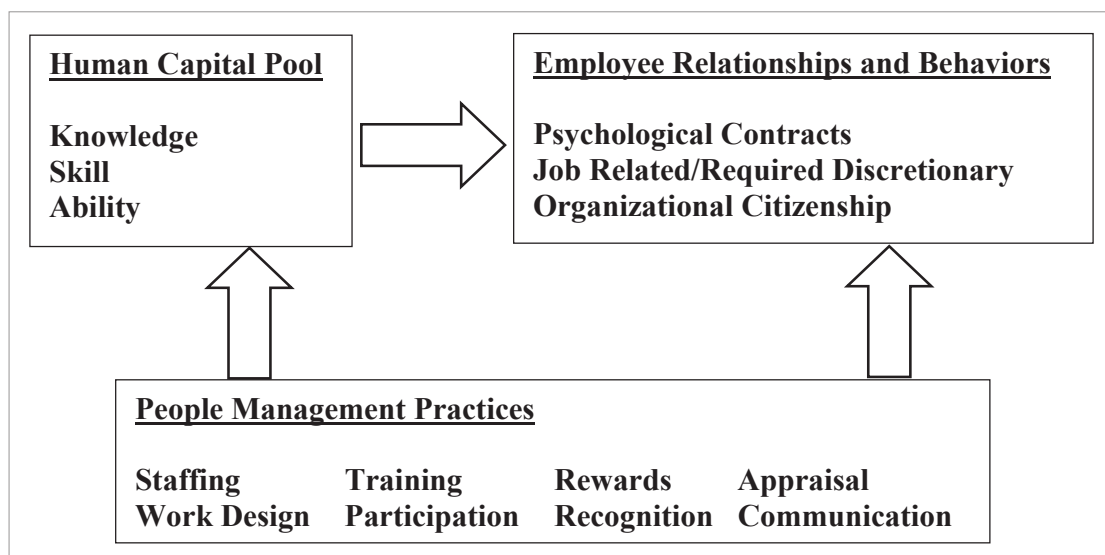 Human Capital Pool
Knowledge
Skill
Ability
Employee Relationships and Behaviors
Psychological Contracts
Job Related/Required Discretionary
Organizational Citizenship
People Management Practices
Staffing Training Rewards Appraisal
Work Design Participation Recognition Communication